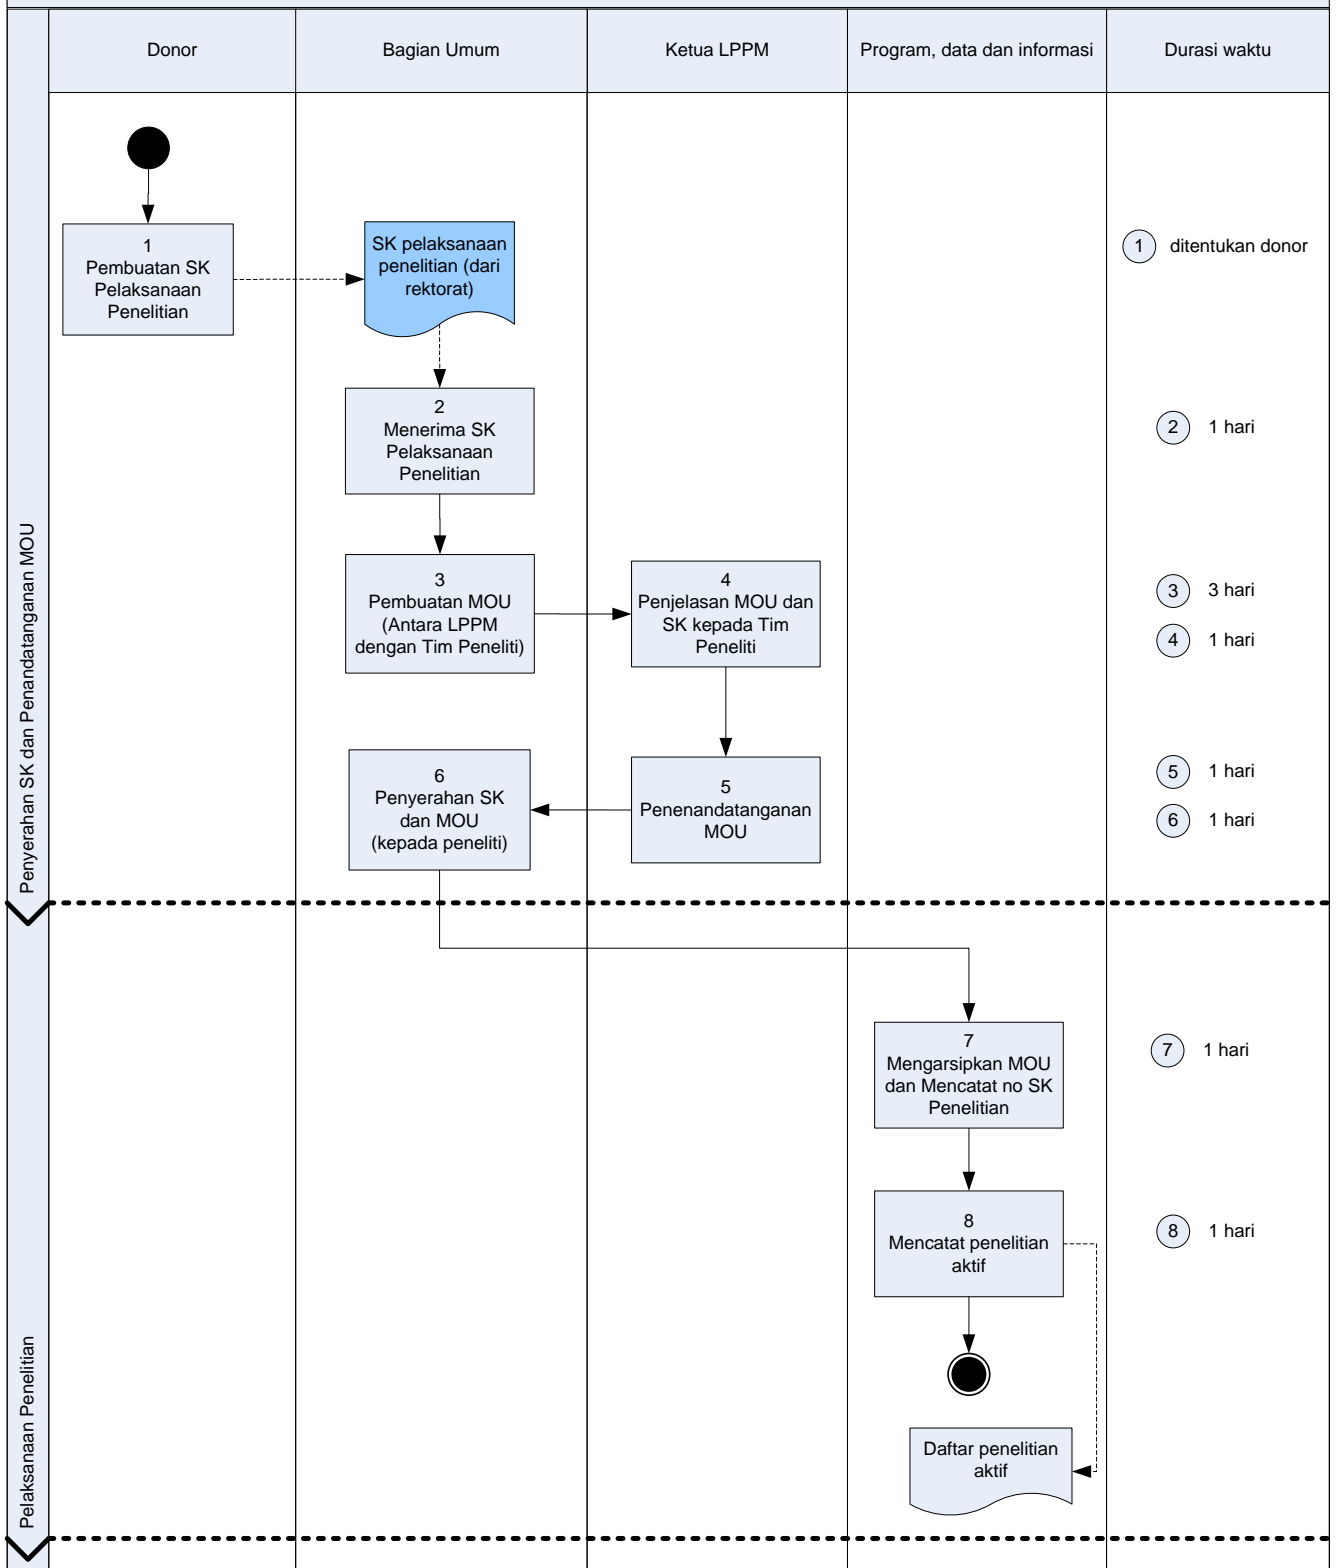 Donor
Bagian Umum
Ketua LPPM
Program, data dan informasi
Durasi waktu
Penyerahan SK dan Penandatanganan MOU
1
Pembuatan SK
Pelaksanaan
Penelitian
SK pelaksanaan
penelitian (dari
rektorat)
1 ditentukan donor
2
Menerima SK
Pelaksanaan
Penelitian
2 1 hari
3
Pembuatan MOU
(Antara LPPM
dengan Tim Peneliti)
4
Penjelasan MOU dan
SK kepada Tim
Peneliti
3 3 hari
4 1 hari
6
Penyerahan SK
dan MOU
(kepada peneliti)
5
Penenandatanganan
MOU
5 1 hari
6 1 hari
Pelaksanaan Penelitian
7
Mengarsipkan MOU
dan Mencatat no SK
Penelitian
7 1 hari
8
Mencatat penelitian
aktif
8 1 hari
Daftar penelitian
aktif